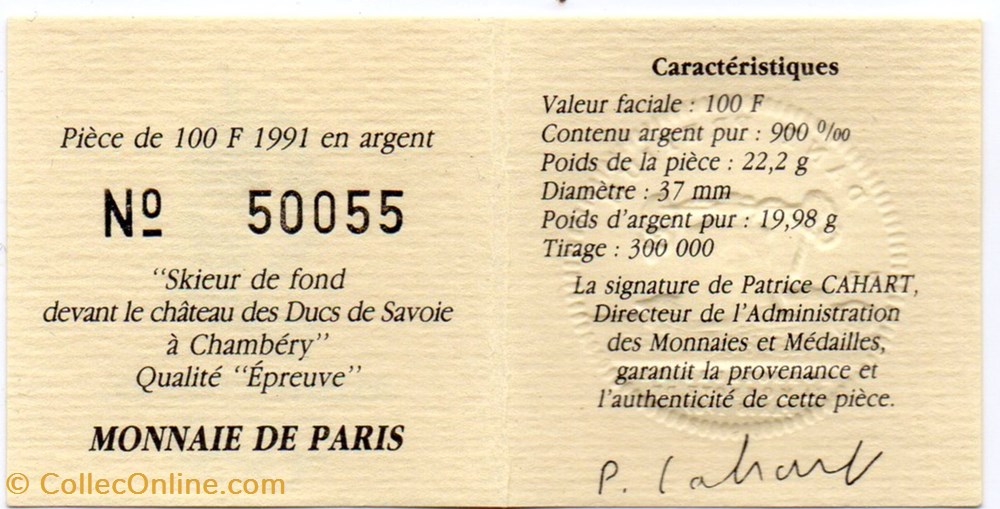 Pièce de 100 F 1991 en argent
Nº 50055
"Skieur de fond
devant le château des Ducs de Savoie
à Chambéry"
Qualité "Épreuve"
MONNAIE DE PARIS
Caractéristiques
Valeur faciale : 100 F
Contenu argent pur : 900 ‰
Poids de la pièce : 22,2 g
Diamètre : 37 mm
Poids d'argent pur : 19,98 g
Tirage : 300 000
La signature de Patrice CAHART,
Directeur de l'Administration
des Monnaies et Médailles,
garantit la provenance et
l'authenticité de cette pièce.
P. Cahart
© CollecOnline.com